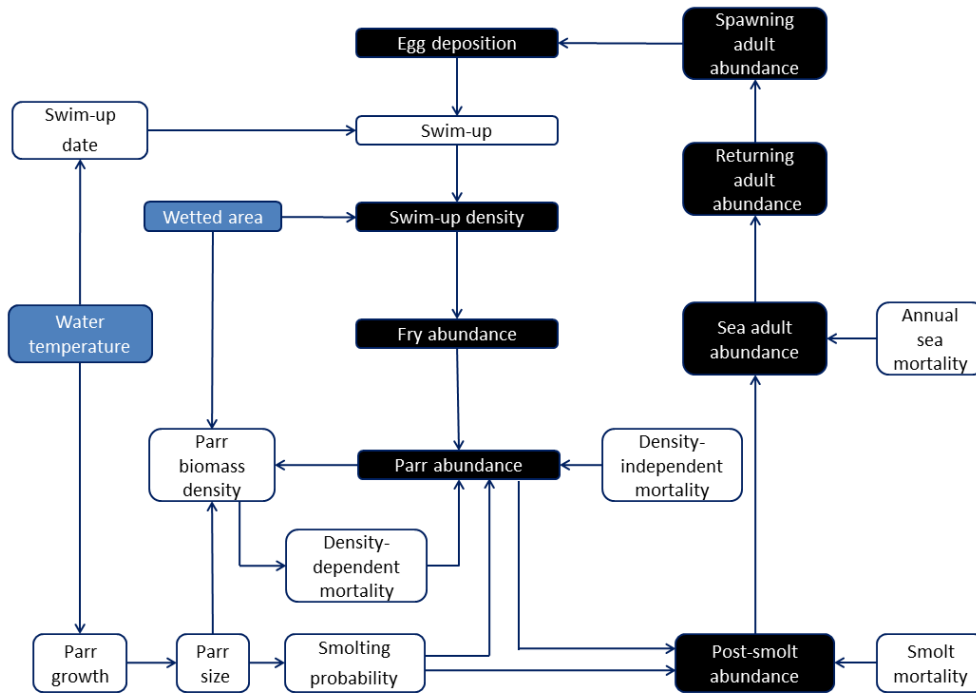 Egg deposition
Spawning
adult
abundance
Swim-up
date
Swim-up
Returning
adult
abundance
Wetted area
Swim-up density
Water
temperature
Fry abundance
Sea adult
abundance
Annual
sea
mortality
Parr
biomass
density
Parr abundance
Density-
independent
mortality
Density-
dependent
mortality
Parr
growth
Parr
size
Smolting
probability
Post-smolt
abundance
Smolt
mortality